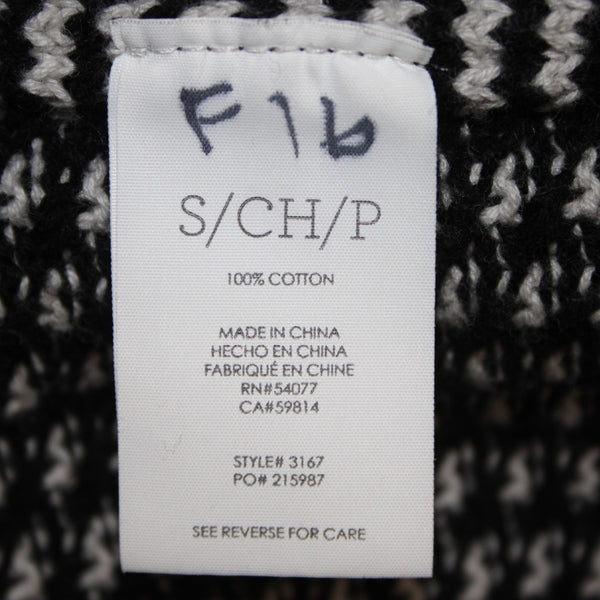 F1b
S/CH/P
100% COTTON
MADE IN CHINA
HECHO EN CHINA
FABRIQUÉ EN CHINE
RN#54077
CA#59814
STYLE# 3167
PO# 215987
SEE REVERSE FOR CARE